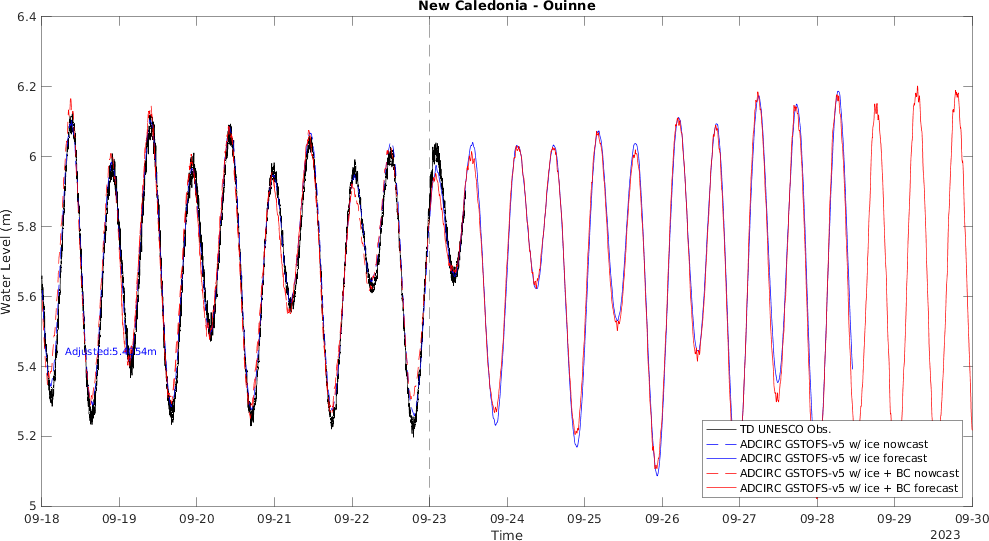 New Caledonia - Ouinne
6.4
6.2
6
5.8
5.6
5.4
5.2
5
Water Level (m)
TD UNESCO Obs.
ADCIRC GSTOFS-v5 w/ ice nowcast
ADCIRC GSTOFS-v5 w/ ice forecast
ADCIRC GSTOFS-v5 w/ ice + BC nowcast
ADCIRC GSTOFS-v5 w/ ice + BC forecast
09-18 09-19 09-20 09-21 09-22 09-23 09-24 09-25 09-26 09-27 09-28 09-29 09-30
Time
2023